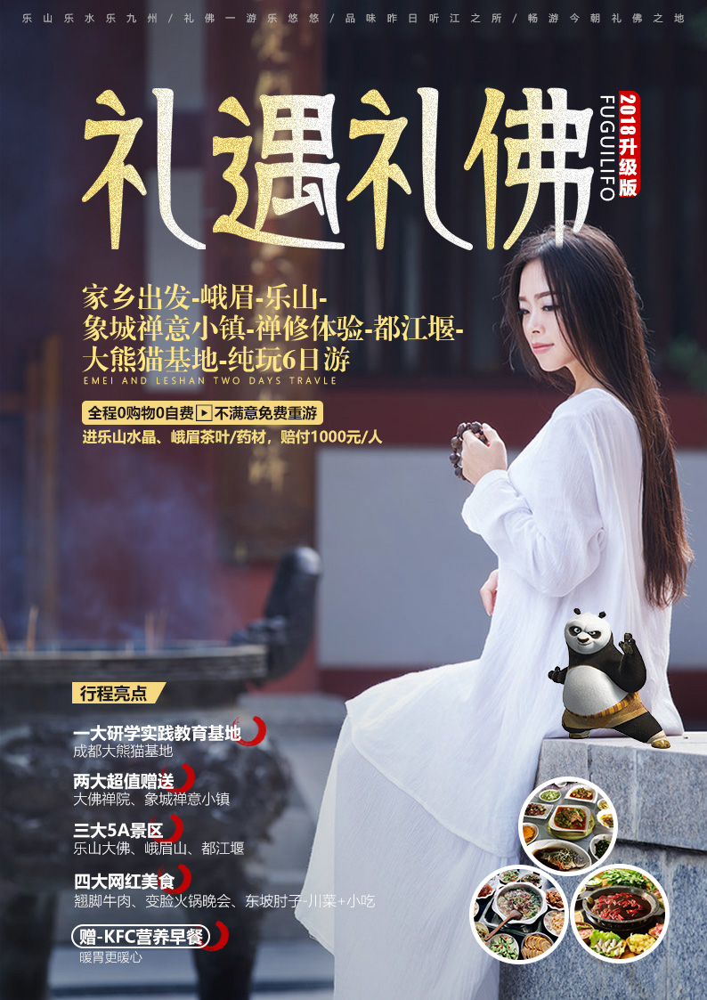 乐山乐水乐九州/礼佛一游乐悠悠/品味昨日听江之所/畅游今朝礼佛之地
礼遇礼佛
2018升级版
FUGUILIFO
家乡出发-峨眉-乐山-
象城禅意小镇-禅修体验-都江堰-
大熊猫基地-纯玩6日游
EMEI AND LESHAN TWO DAYS TRAVLE
全程0购物0自费 不满意免费重游
进乐山水晶、峨眉茶叶/药材，赔付1000元/人
行程亮点
一大研学实践教育基地
成都大熊猫基地
两大超值赠送
大佛禅院、象城禅意小镇
三大5A景区
乐山大佛、峨眉山、都江堰
四大网红美食
翘脚牛肉、变脸火锅晚会、东坡肘子-川菜+小吃
赠-KFC营养早餐
暖胃更暖心